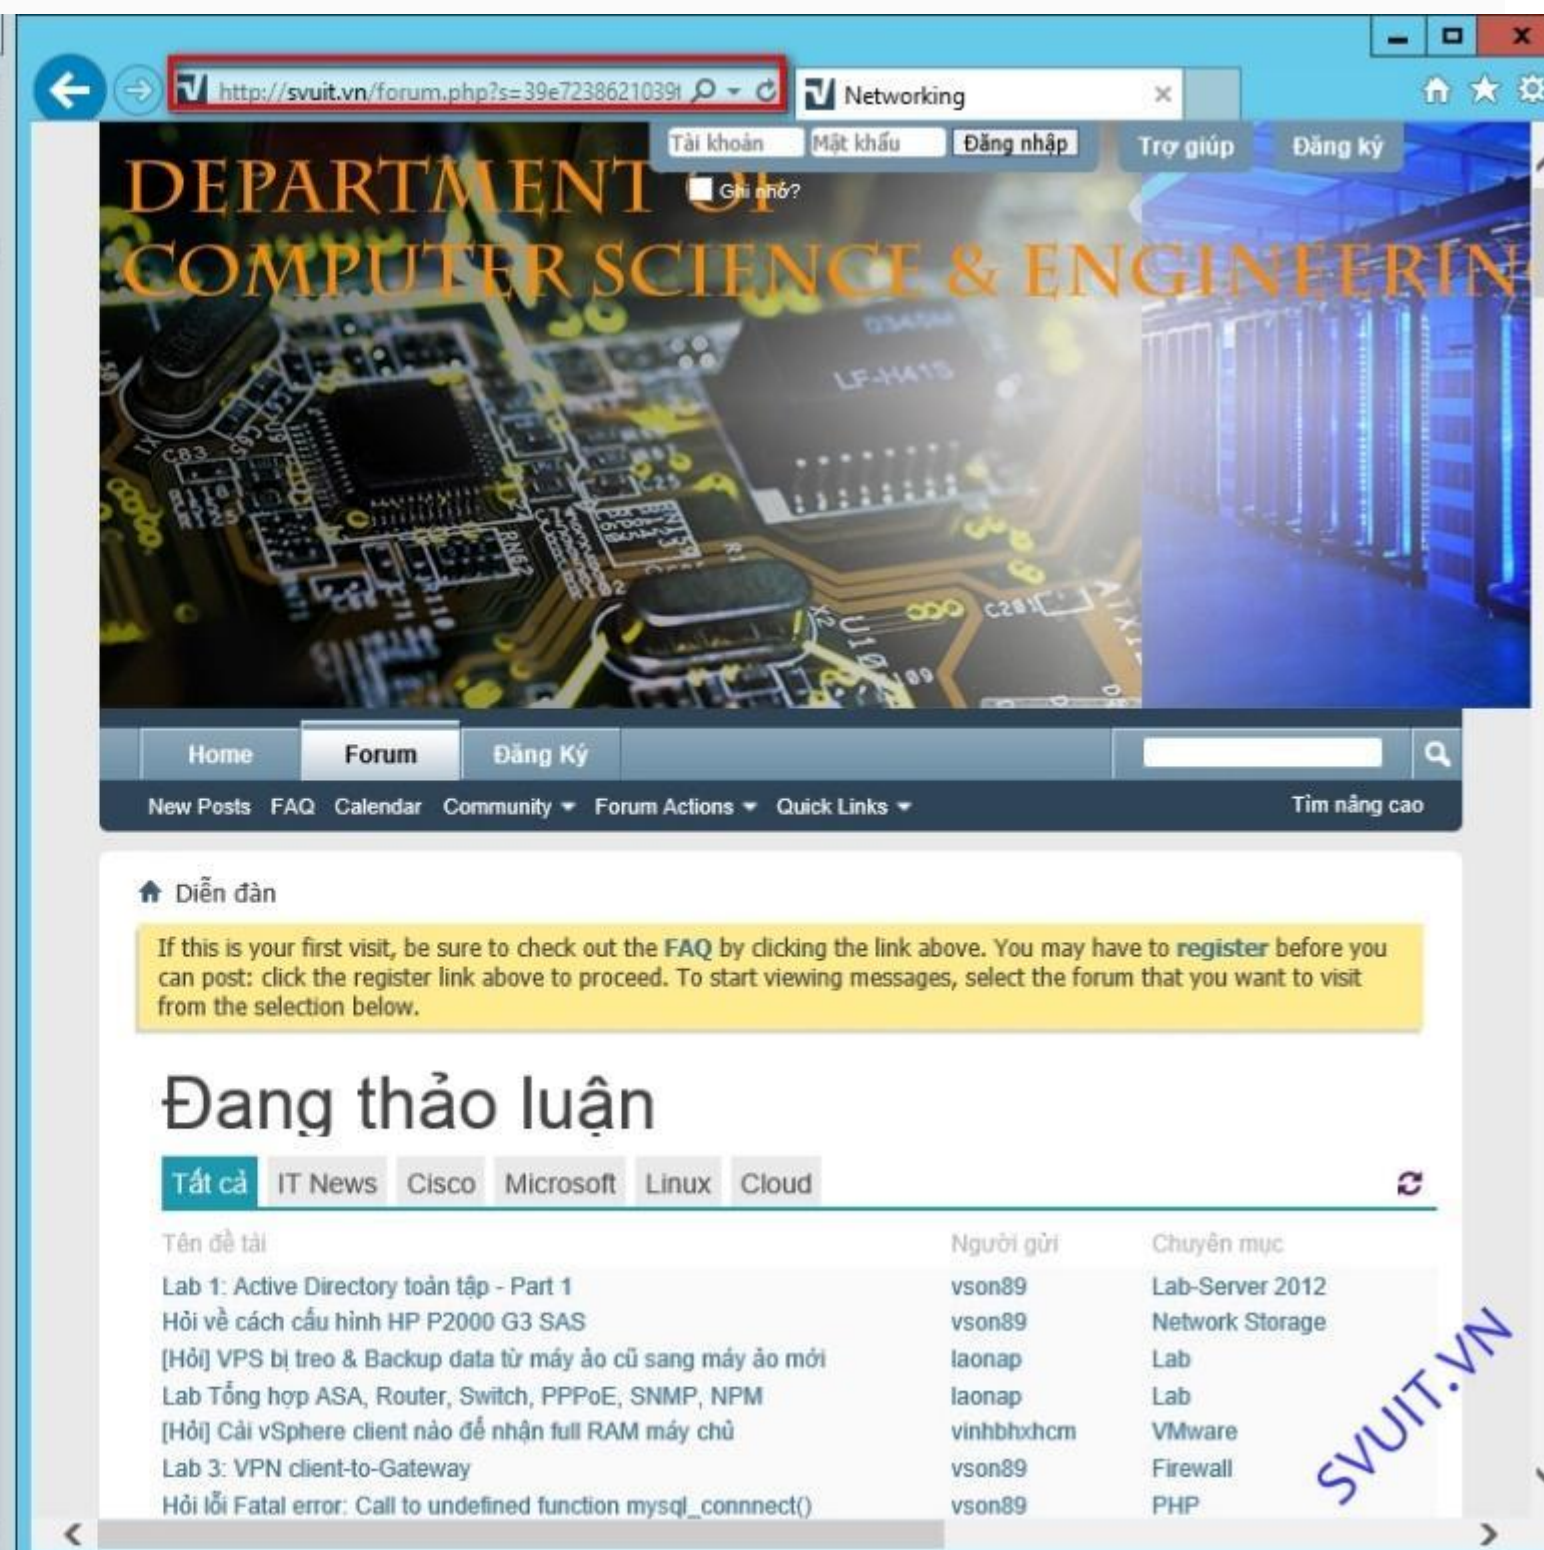 http://svuit.vn/forum.php?s=39e7238621039f
Networking
Tài khoản Mật khẩu Đăng nhập Trợ giúp Đăng ký
Ghi nhớ?
DEPARTMENT OF
COMPUTER SCIENCE & ENGINEERIN
LF-H41S
C83
RN62
C281
X2
U10
R1
Home Forum Đăng Ký
New Posts FAQ Calendar Community Forum Actions Quick Links Tìm nâng cao
Diễn đàn
If this is your first visit, be sure to check out the FAQ by clicking the link above. You may have to register before you
can post: click the register link above to proceed. To start viewing messages, select the forum that you want to visit
from the selection below.
Đang thảo luận
Tất cả IT News Cisco Microsoft Linux Cloud
Tên đề tài Người gửi Chuyên mục
Lab 1: Active Directory toàn tập - Part 1 vson89 Lab-Server 2012
Hỏi về cách cấu hình HP P2000 G3 SAS vson89 Network Storage
[Hỏi] VPS bị treo & Backup data từ máy ảo cũ sang máy ảo mới laonap Lab
Lab Tổng hợp ASA, Router, Switch, PPPoE, SNMP, NPM laonap Lab
[Hỏi] Cài vSphere client nào để nhận full RAM máy chủ vinhbhxhcm VMware
Lab 3: VPN client-to-Gateway vson89 Firewall
Hỏi lỗi Fatal error: Call to undefined function mysql_connnect() vson89 PHP
SVUIT.VN